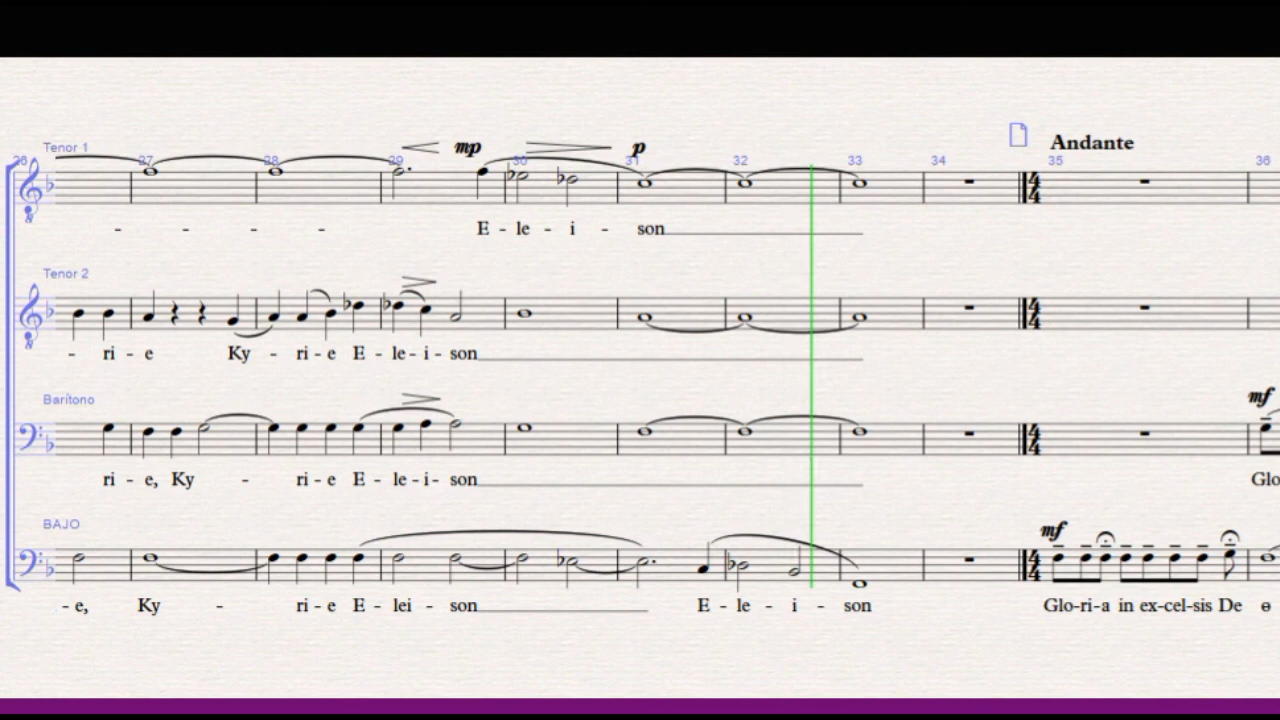 Andante
Tenor 1
mp
p
26 27 28 29 30 31 32 33 34 35 36
- - - - E - le - i - son
Tenor 2
- ri - e Ky - ri - e E - le - i - son
Barítono
mf
ri - e, Ky - ri - e E - le - i - son Glo
BAJO
mf
- e, Ky - ri - e E - lei - son E - le - i - son Glo-ri-a in ex-cel-sis De o